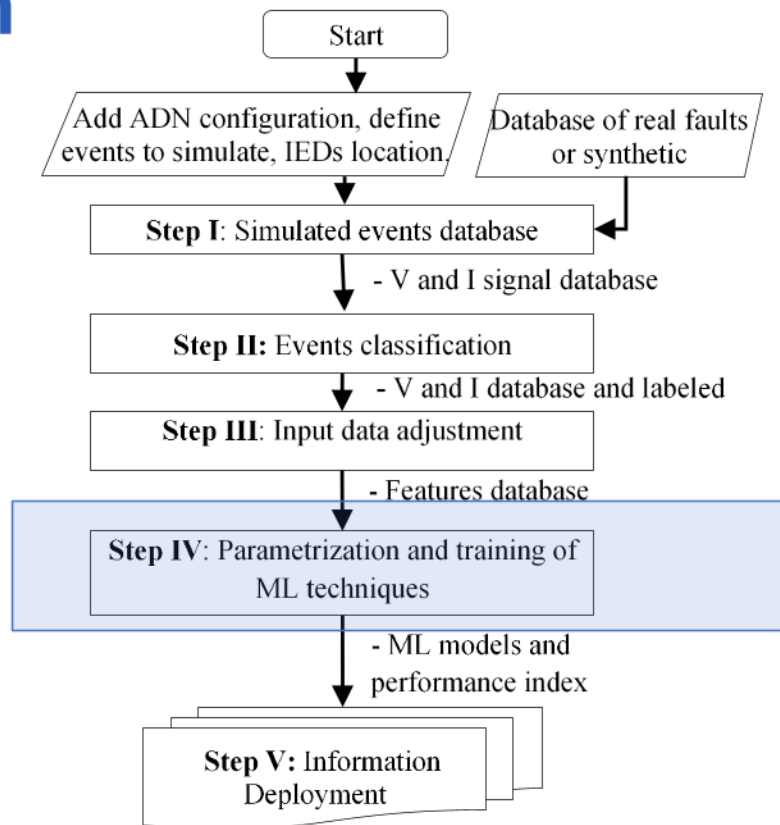 n
Start
Add ADN configuration, define
events to simulate, IEDs location.
Database of real faults
or synthetic
Step I: Simulated events database
- V and I signal database
Step II: Events classification
- V and I database and labeled
Step III: Input data adjustment
- Features database
Step IV: Parametrization and training of
ML techniques
- ML models and
performance index
Step V: Information
Deployment